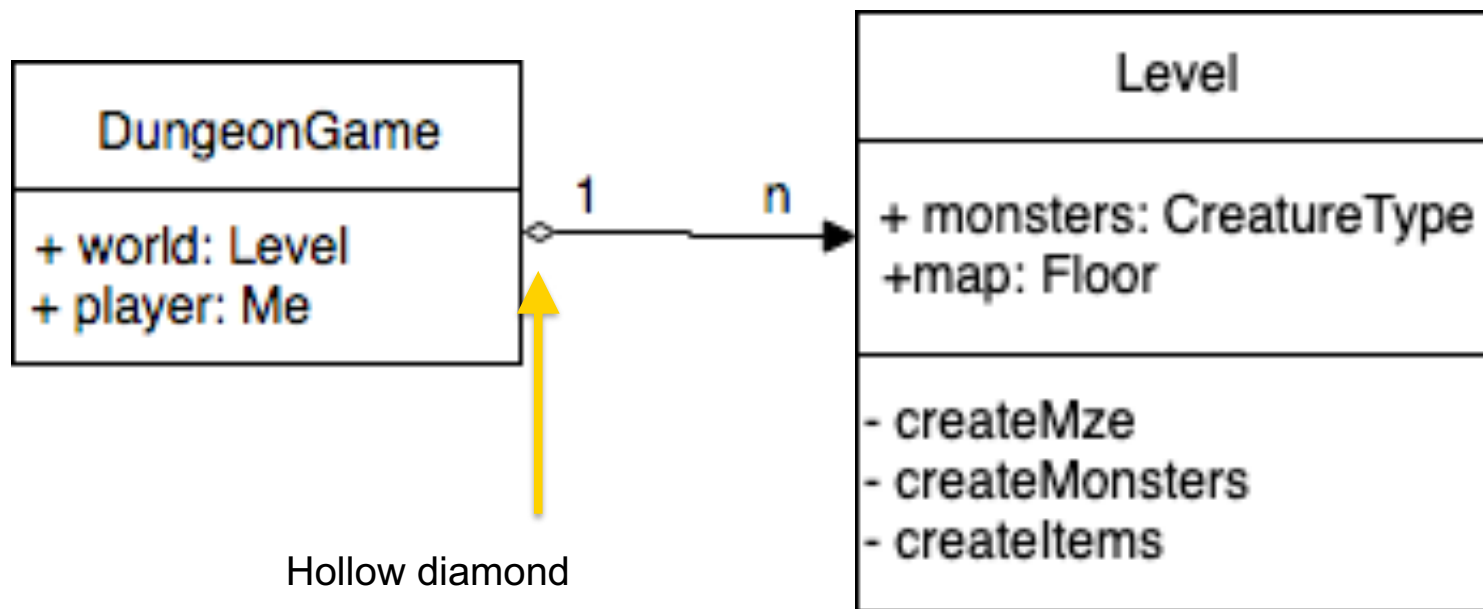 DungeonGame
+ world: Level
+ player: Me
1
n
Level
+ monsters: CreatureType
+map: Floor
- createMze
- createMonsters
- createItems
Hollow diamond